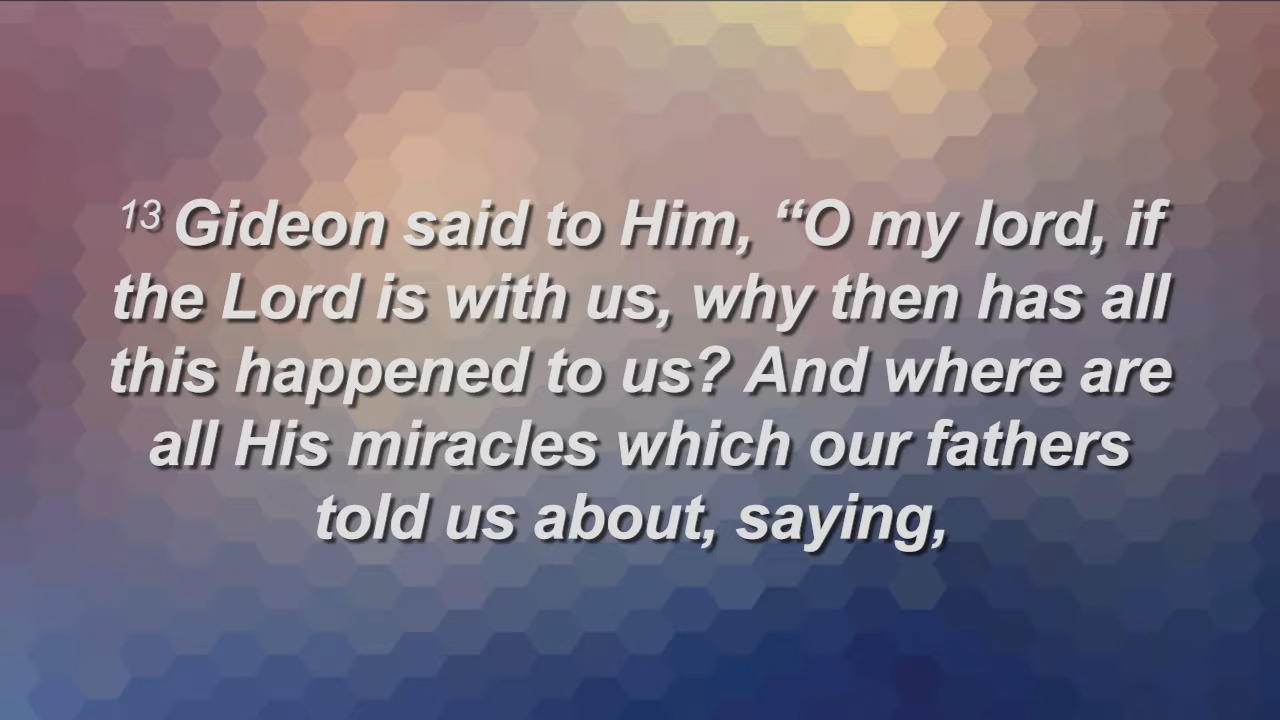 13 Gideon said to Him, “O my lord, if
the Lord is with us, why then has all
this happened to us? And where are
all His miracles which our fathers
told us about, saying,